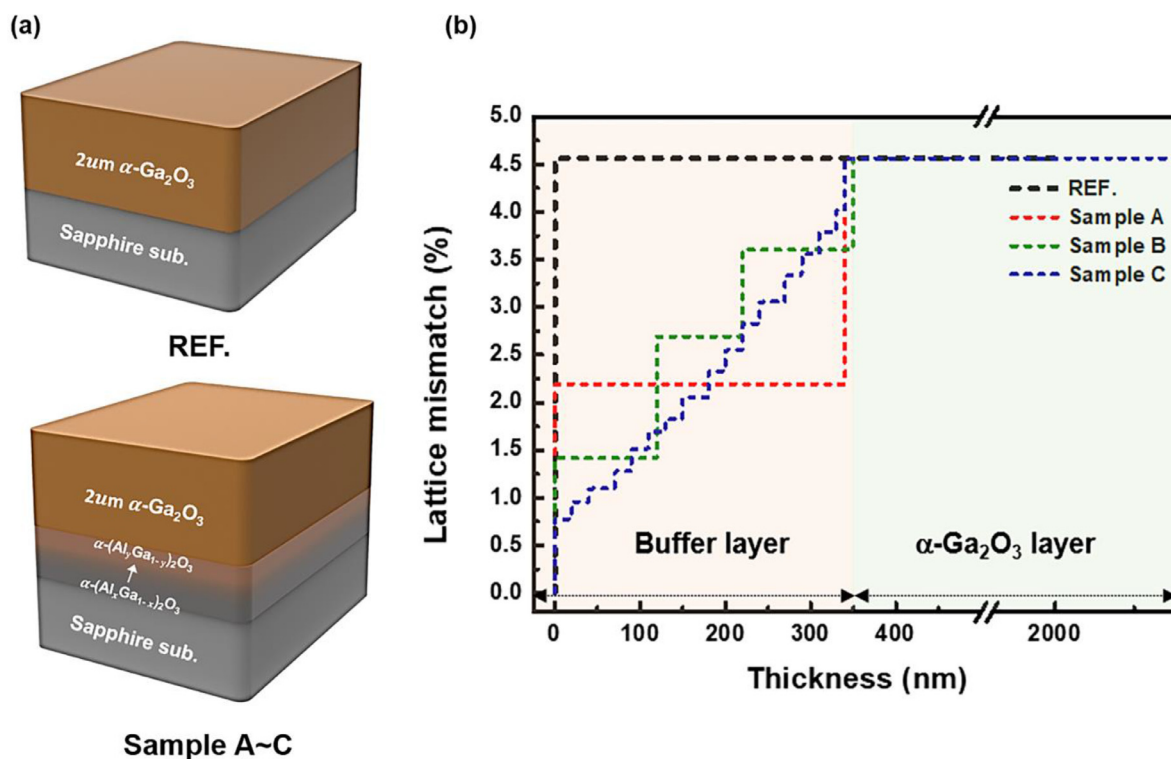 (a)
2um α-Ga₂O₃
Sapphire sub.
REF.
2um α-Ga₂O₃
α-(AlyGa1-y)₂O₃
α-(AlxGa1-x)₂O₃
Sapphire sub.
Sample A~C
(b)
Lattice mismatch (%)
5.0
4.5
4.0
3.5
3.0
2.5
2.0
1.5
1.0
0.5
0.0
REF.
Sample A
Sample B
Sample C
Buffer layer
α-Ga₂O₃ layer
0 100 200 300 400 2000
Thickness (nm)